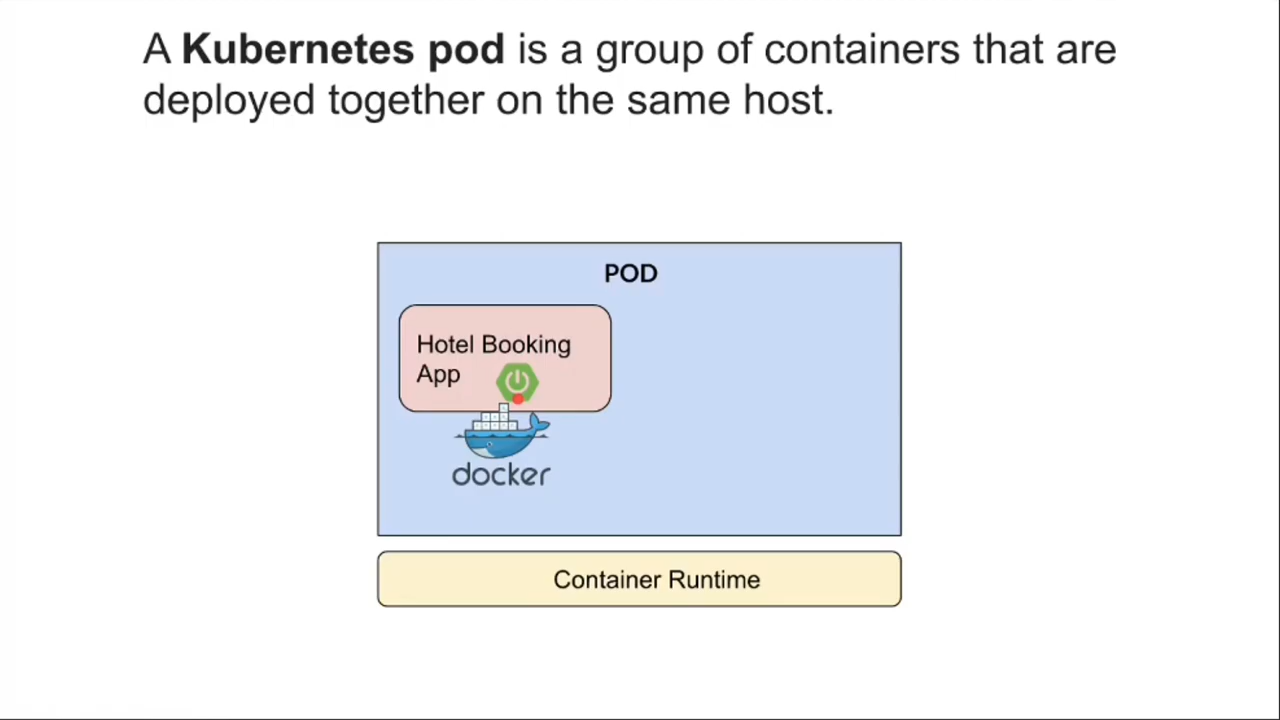 A Kubernetes pod is a group of containers that are
deployed together on the same host.
POD
Hotel Booking
App
docker
Container Runtime